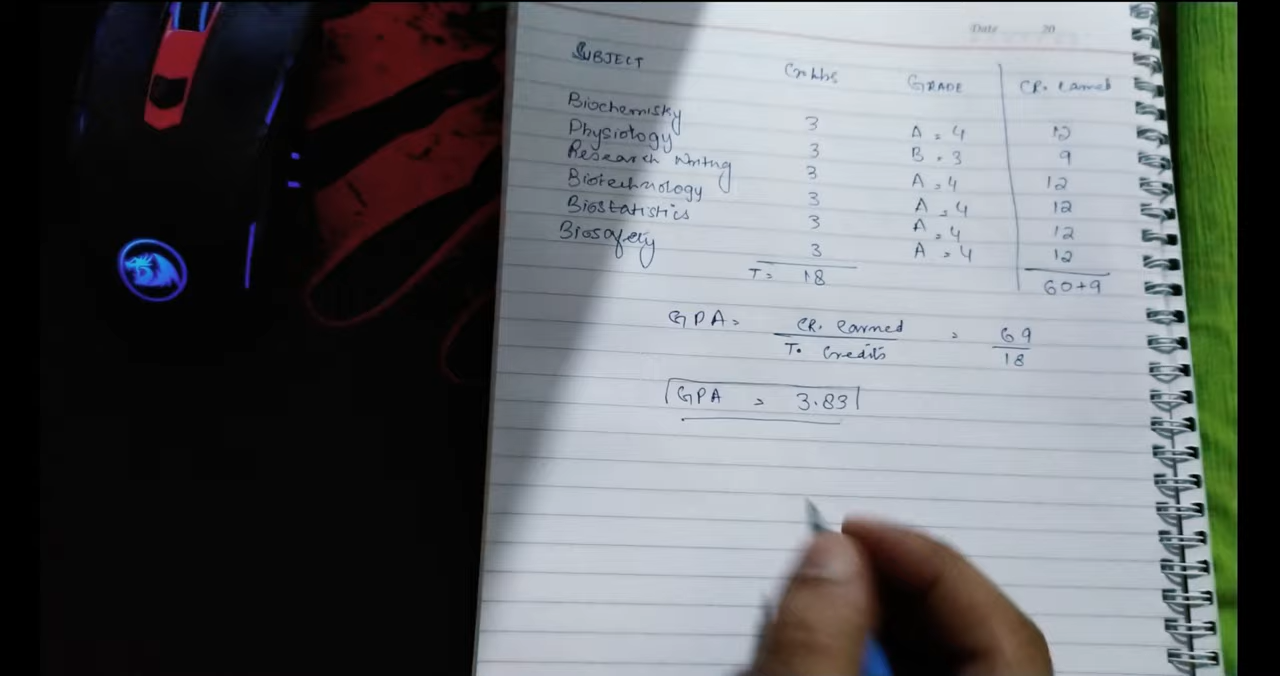 Date 20
SUBJECT Cr hrs GRADE CR. earned
Biochemistry 3 A = 4 12
Physiology 3 B = 3 9
Research Writing 3 A = 4 12
Biotechnology 3 A = 4 12
Biostatistics 3 A = 4 12
Biosafety 3 A = 4 12
T = 18 60+9
GPA = CR. earned / T. Credits = 69 / 18
GPA = 3.83